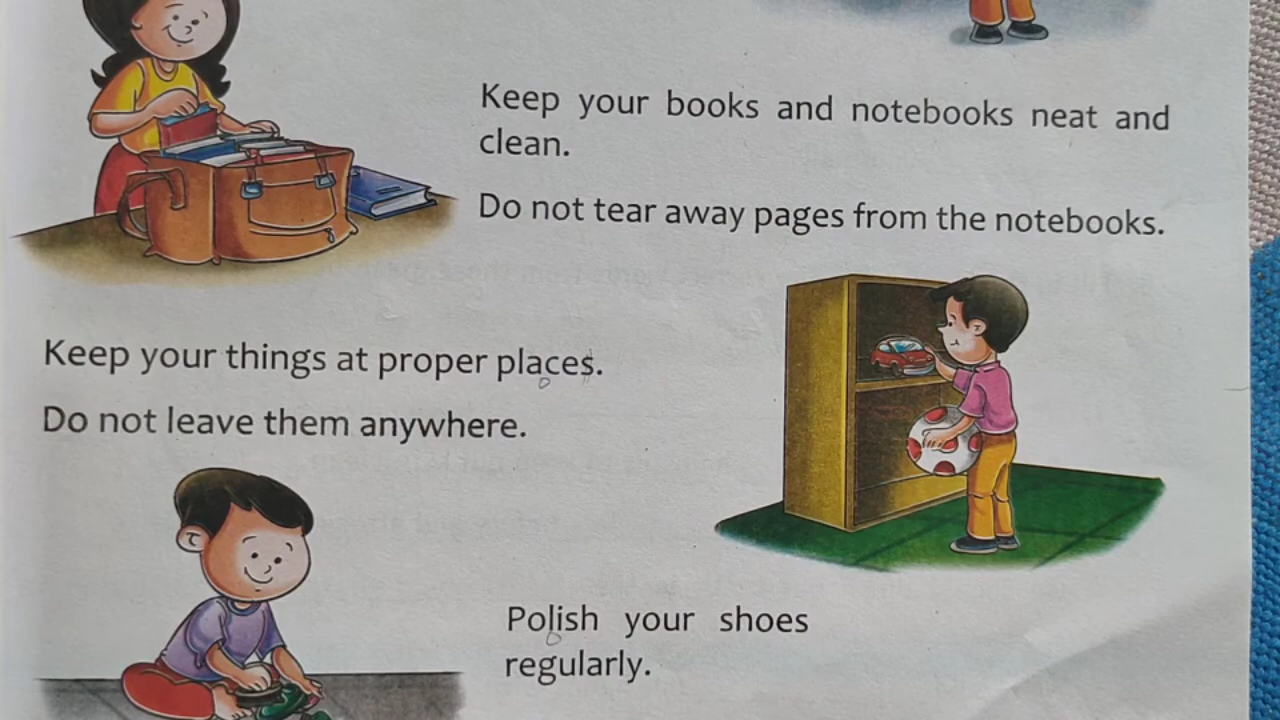 Keep your books and notebooks neat and
clean.
Do not tear away pages from the notebooks.
Keep your things at proper places.
Do not leave them anywhere.
Polish your shoes
regularly.